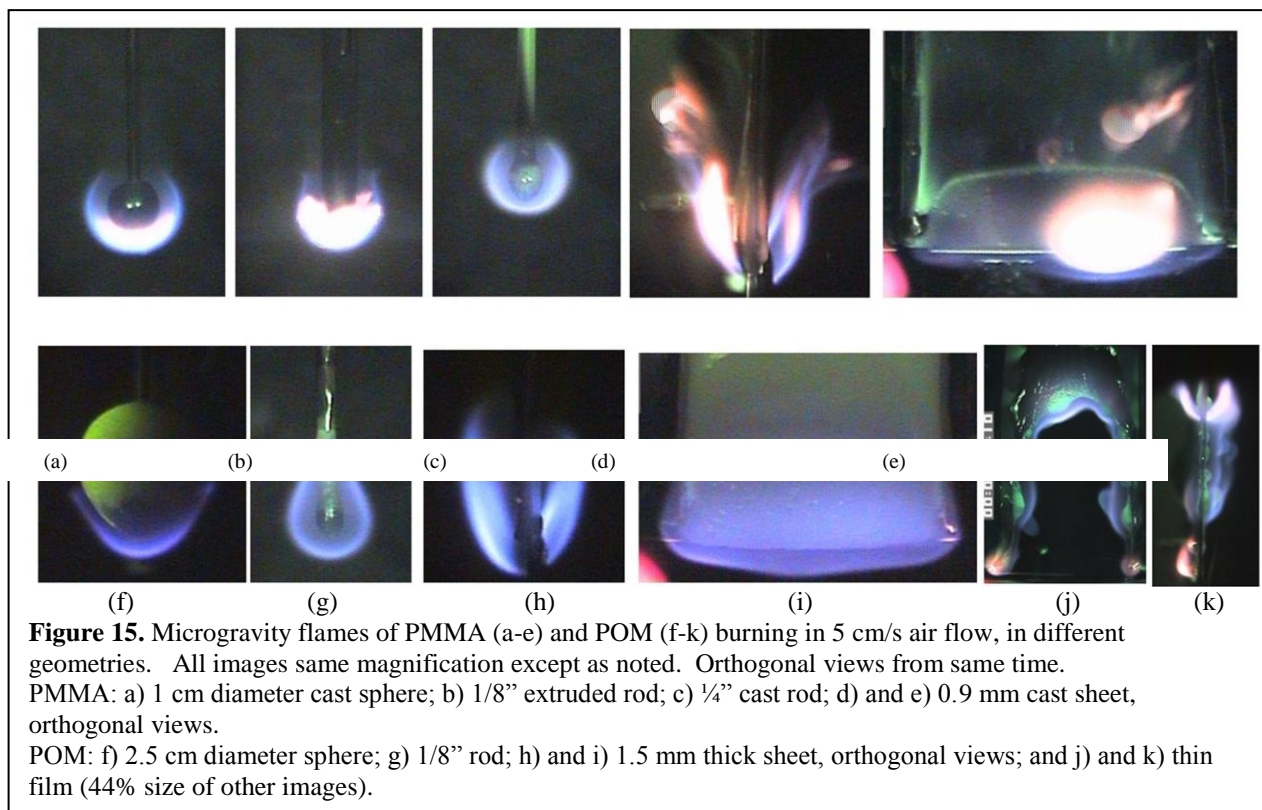 (a) (b) (c) (d) (e)
(f) (g) (h) (i) (j) (k)
Figure 15. Microgravity flames of PMMA (a-e) and POM (f-k) burning in 5 cm/s air flow, in different
geometries. All images same magnification except as noted. Orthogonal views from same time.
PMMA: a) 1 cm diameter cast sphere; b) 1/8” extruded rod; c) ¼” cast rod; d) and e) 0.9 mm cast sheet,
orthogonal views.
POM: f) 2.5 cm diameter sphere; g) 1/8” rod; h) and i) 1.5 mm thick sheet, orthogonal views; and j) and k) thin
film (44% size of other images).